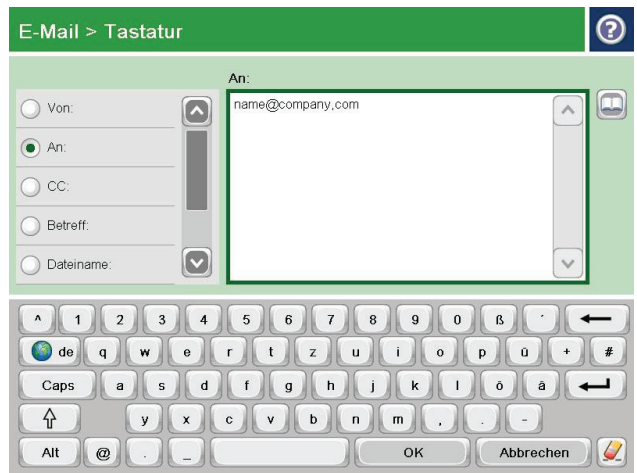 E-Mail > Tastatur
?
An:
Von:
An:
CC:
Betreff:
Dateiname:
name@company.com
^ 1 2 3 4 5 6 7 8 9 0 ß ´
de q w e r t z u i o p ü + #
Caps a s d f g h j k l ö ä
y x c v b n m , . -
Alt @ . _ OK Abbrechen